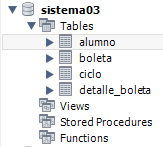 sistema03
Tables
alumno
boleta
ciclo
detalle_boleta
Views
Stored Procedures
Functions